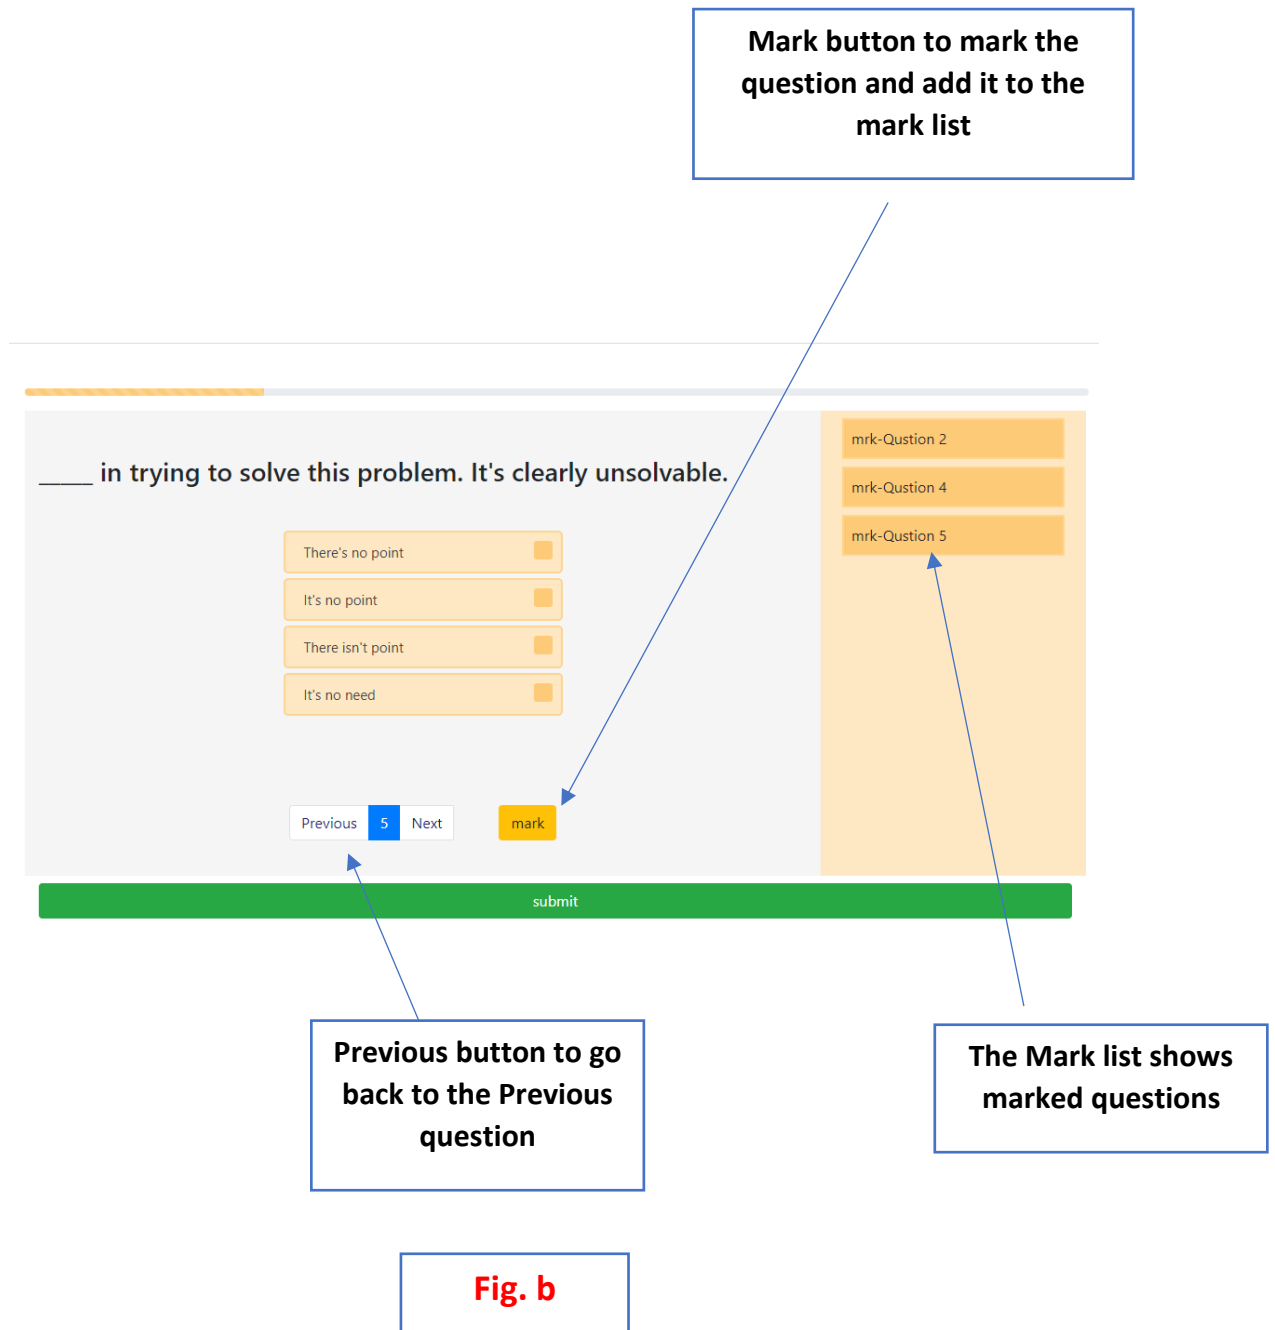 Mark button to mark the
question and add it to the
mark list
_____ in trying to solve this problem. It's clearly unsolvable.
There's no point
It's no point
There isn't point
It's no need
Previous 5 Next mark
mrk-Qustion 2
mrk-Qustion 4
mrk-Qustion 5
submit
Previous button to go
back to the Previous
question
The Mark list shows
marked questions
Fig. b